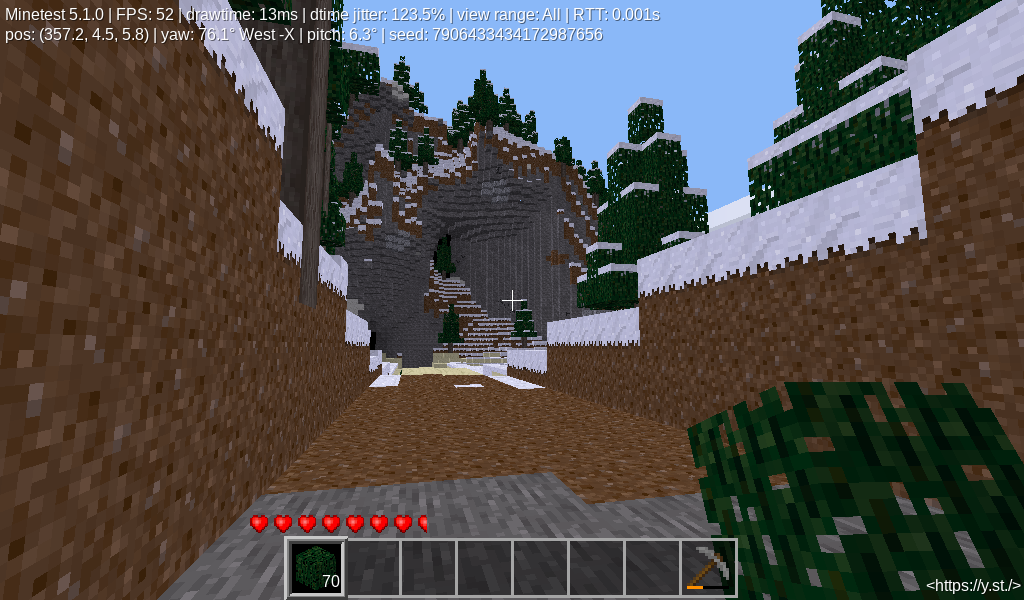 Minetest 5.1.0 | FPS: 52 | drawtime: 13ms | dtime jitter: 123.5% | view range: All | RTT: 0.001s
pos: (357.2, 4.5, 5.8) | yaw: 76.1° West -X | pitch: 6.3° | seed: 7906433434172987656
70
<https://y.st./>